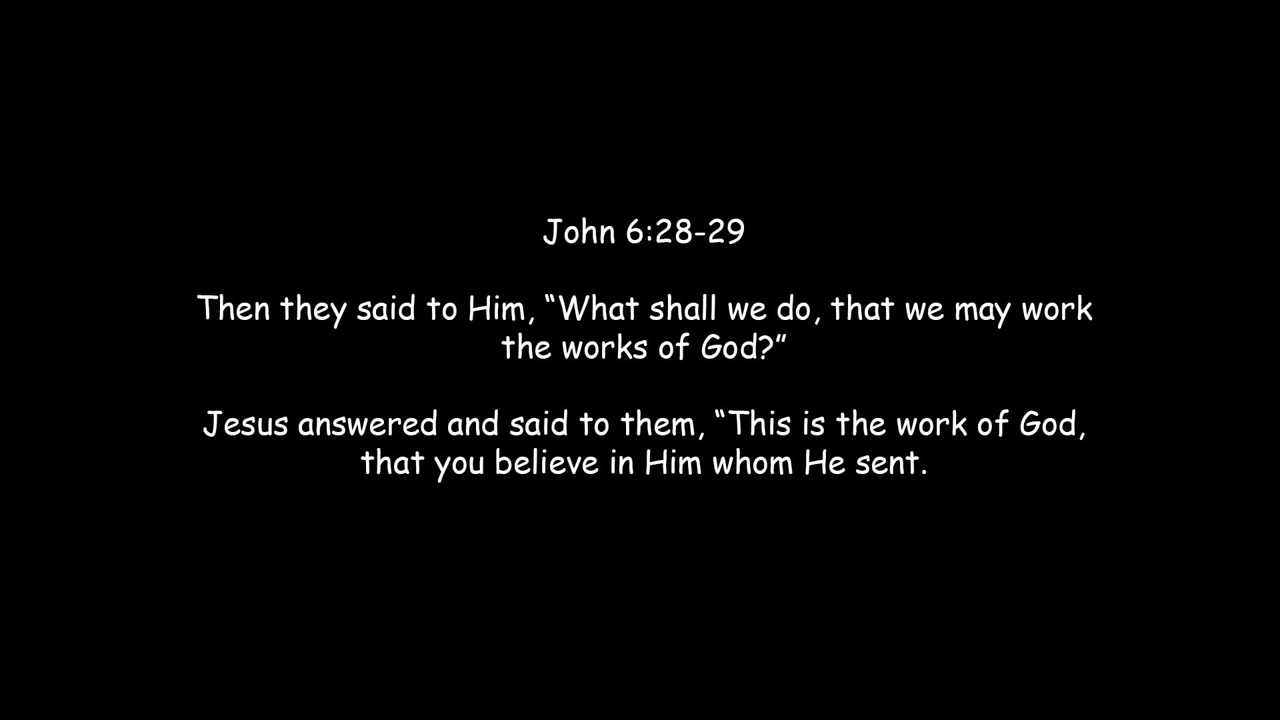 John 6:28-29
Then they said to Him, “What shall we do, that we may work
the works of God?”
Jesus answered and said to them, “This is the work of God,
that you believe in Him whom He sent.